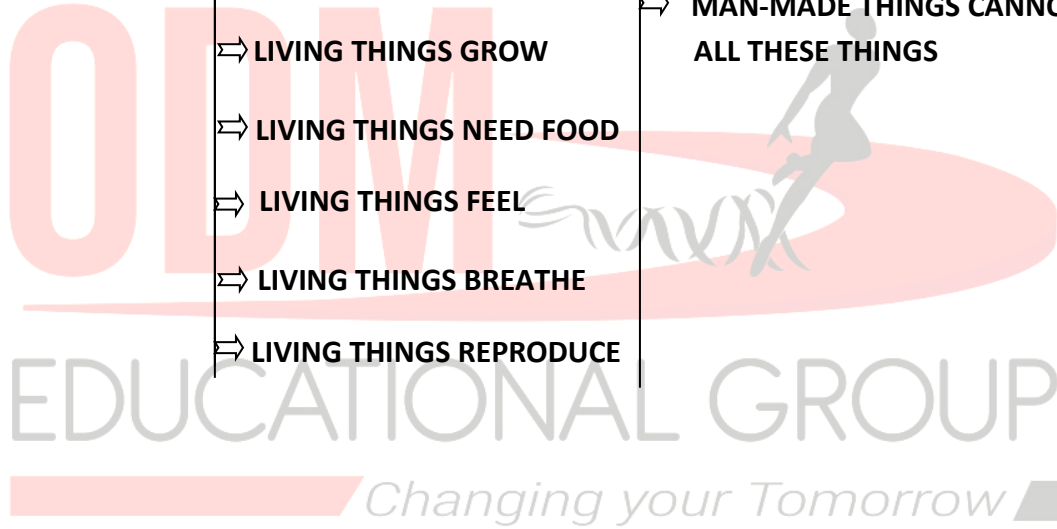 MAN-MADE THINGS
ALL THESE THINGS
LIVING THINGS GROW
LIVING THINGS NEED FOOD
LIVING THINGS FEEL
LIVING THINGS BREATHE
LIVING THINGS REPRODUCE
ODM
EDUCATIONAL GROUP
Changing your Tomorrow